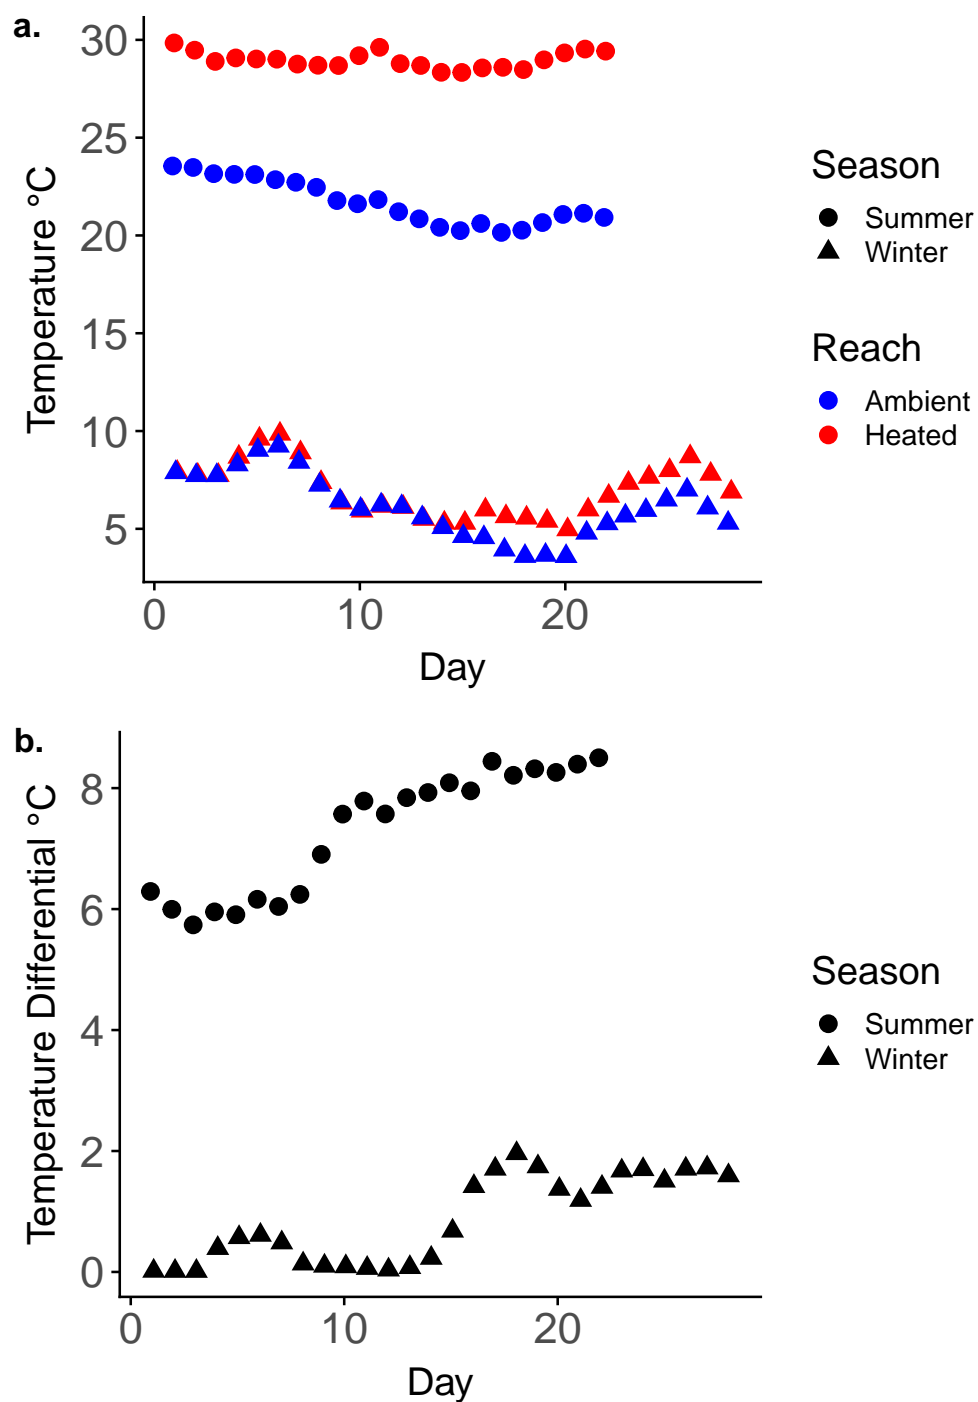 a.
30
25
20
15
10
5
Temperature °C
0
10
20
Day
Season
Summer
Winter
Reach
Ambient
Heated
b.
8
6
4
2
0
Temperature Differential °C
0
10
20
Day
Season
Summer
Winter